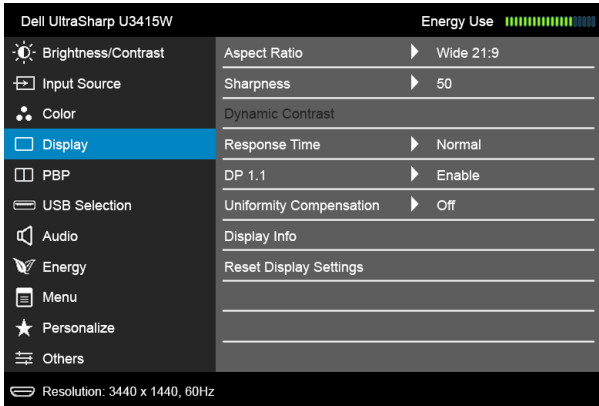 Dell UltraSharp U3415W Energy Use
Brightness/Contrast Aspect Ratio Wide 21:9
Input Source Sharpness 50
Color Dynamic Contrast
Display Response Time Normal
PBP DP 1.1 Enable
USB Selection Uniformity Compensation Off
Audio Display Info
Energy Reset Display Settings
Menu
Personalize
Others
Resolution: 3440 x 1440, 60Hz